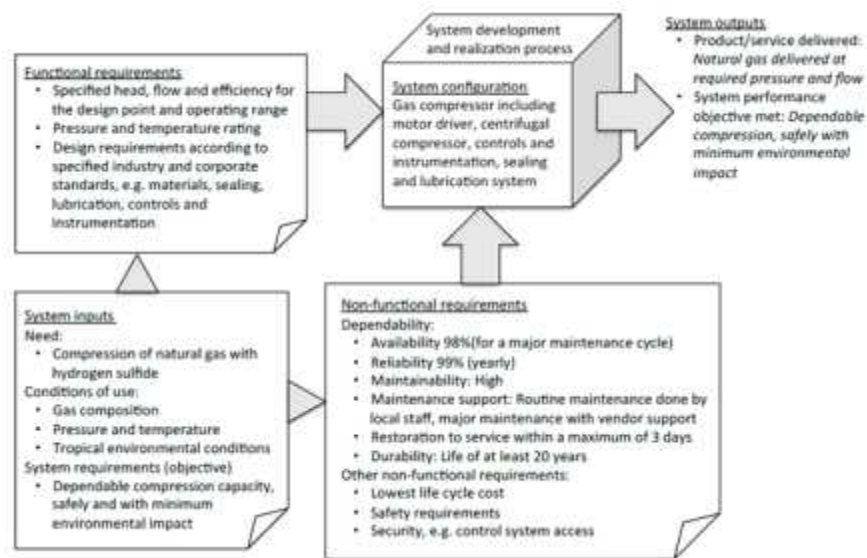 Functional requirements
• Specified head, flow and efficiency for
the design point and operating range
• Pressure and temperature rating
• Design requirements according to
specified industry and corporate
standards, e.g. materials, sealing,
lubrication, controls and
Instrumentation
System development
and realization process
System configuration
Gas compressor including
motor driver, centrifugal
compressor, controls and
instrumentation, sealing
and lubrication system
System outputs
• Product/service delivered:
Natural gas delivered at
required pressure and flow
• System performance
objective met: Dependable
compression, safely with
minimum environmental
impact
System inputs
Need:
• Compression of natural gas with
hydrogen sulfide
Conditions of use:
• Gas composition
• Pressure and temperature
• Tropical environmental conditions
System requirements (objective)
• Dependable compression capacity,
safely and with minimum
environmental impact
Non-functional requirements
Dependability:
• Availability 98%(for a major maintenance cycle)
• Reliability 99% (yearly)
• Maintainability: High
• Maintenance support: Routine maintenance done by
local staff, major maintenance with vendor support
• Restoration to service within a maximum of 3 days
• Durability: Life of at least 20 years
Other non-functional requirements:
• Lowest life cycle cost
• Safety requirements
• Security, e.g. control system access